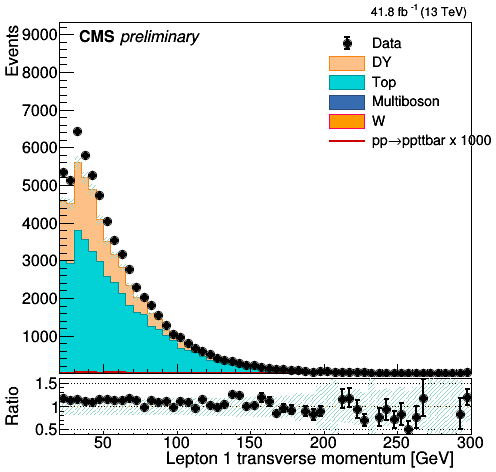 41.8 fb⁻¹ (13 TeV)
CMS preliminary
Events
9000
8000
7000
6000
5000
4000
3000
2000
1000
Data
DY
Top
Multiboson
W
pp→ppttbar x 1000
Ratio
1.5
1
0.5
50 100 150 200 250 300
Lepton 1 transverse momentum [GeV]